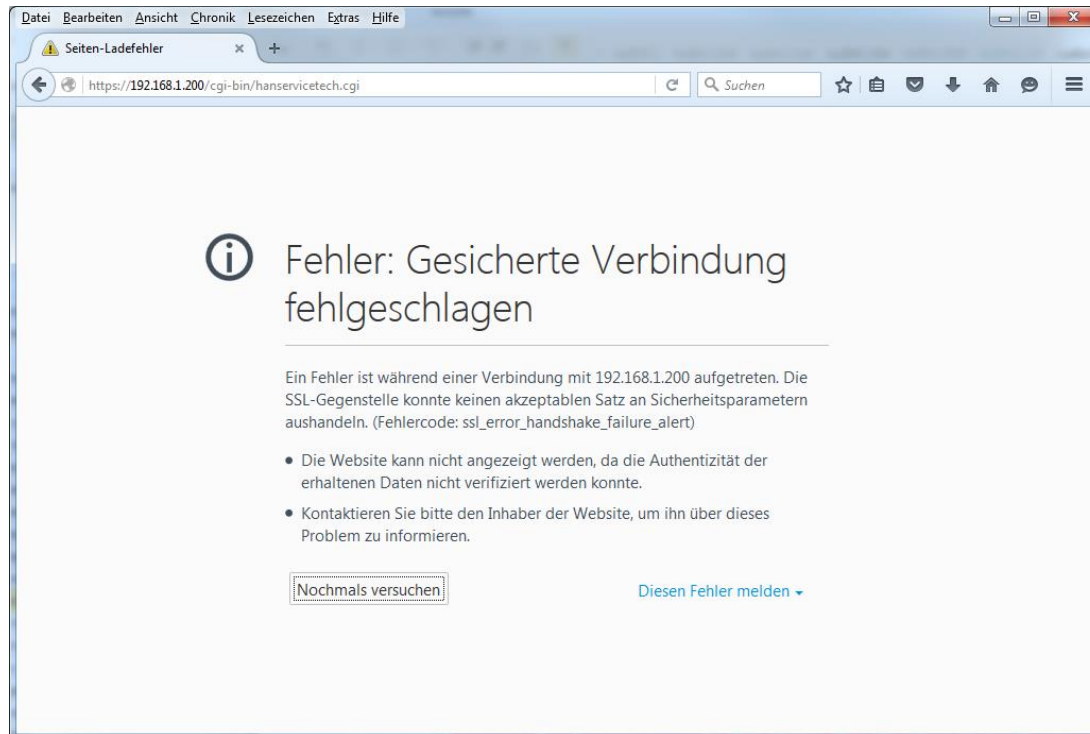 Datei Bearbeiten Ansicht Chronik Lesezeichen Extras Hilfe
Seiten-Ladefehler
https://192.168.1.200/cgi-bin/hanservicetech.cgi
Suchen
Fehler: Gesicherte Verbindung
fehlgeschlagen
Ein Fehler ist während einer Verbindung mit 192.168.1.200 aufgetreten. Die
SSL-Gegenstelle konnte keinen akzeptablen Satz an Sicherheitsparametern
aushandeln. (Fehlercode: ssl_error_handshake_failure_alert)
• Die Website kann nicht angezeigt werden, da die Authentizität der
erhaltenen Daten nicht verifiziert werden konnte.
• Kontaktieren Sie bitte den Inhaber der Website, um ihn über dieses
Problem zu informieren.
Nochmals versuchen
Diesen Fehler melden